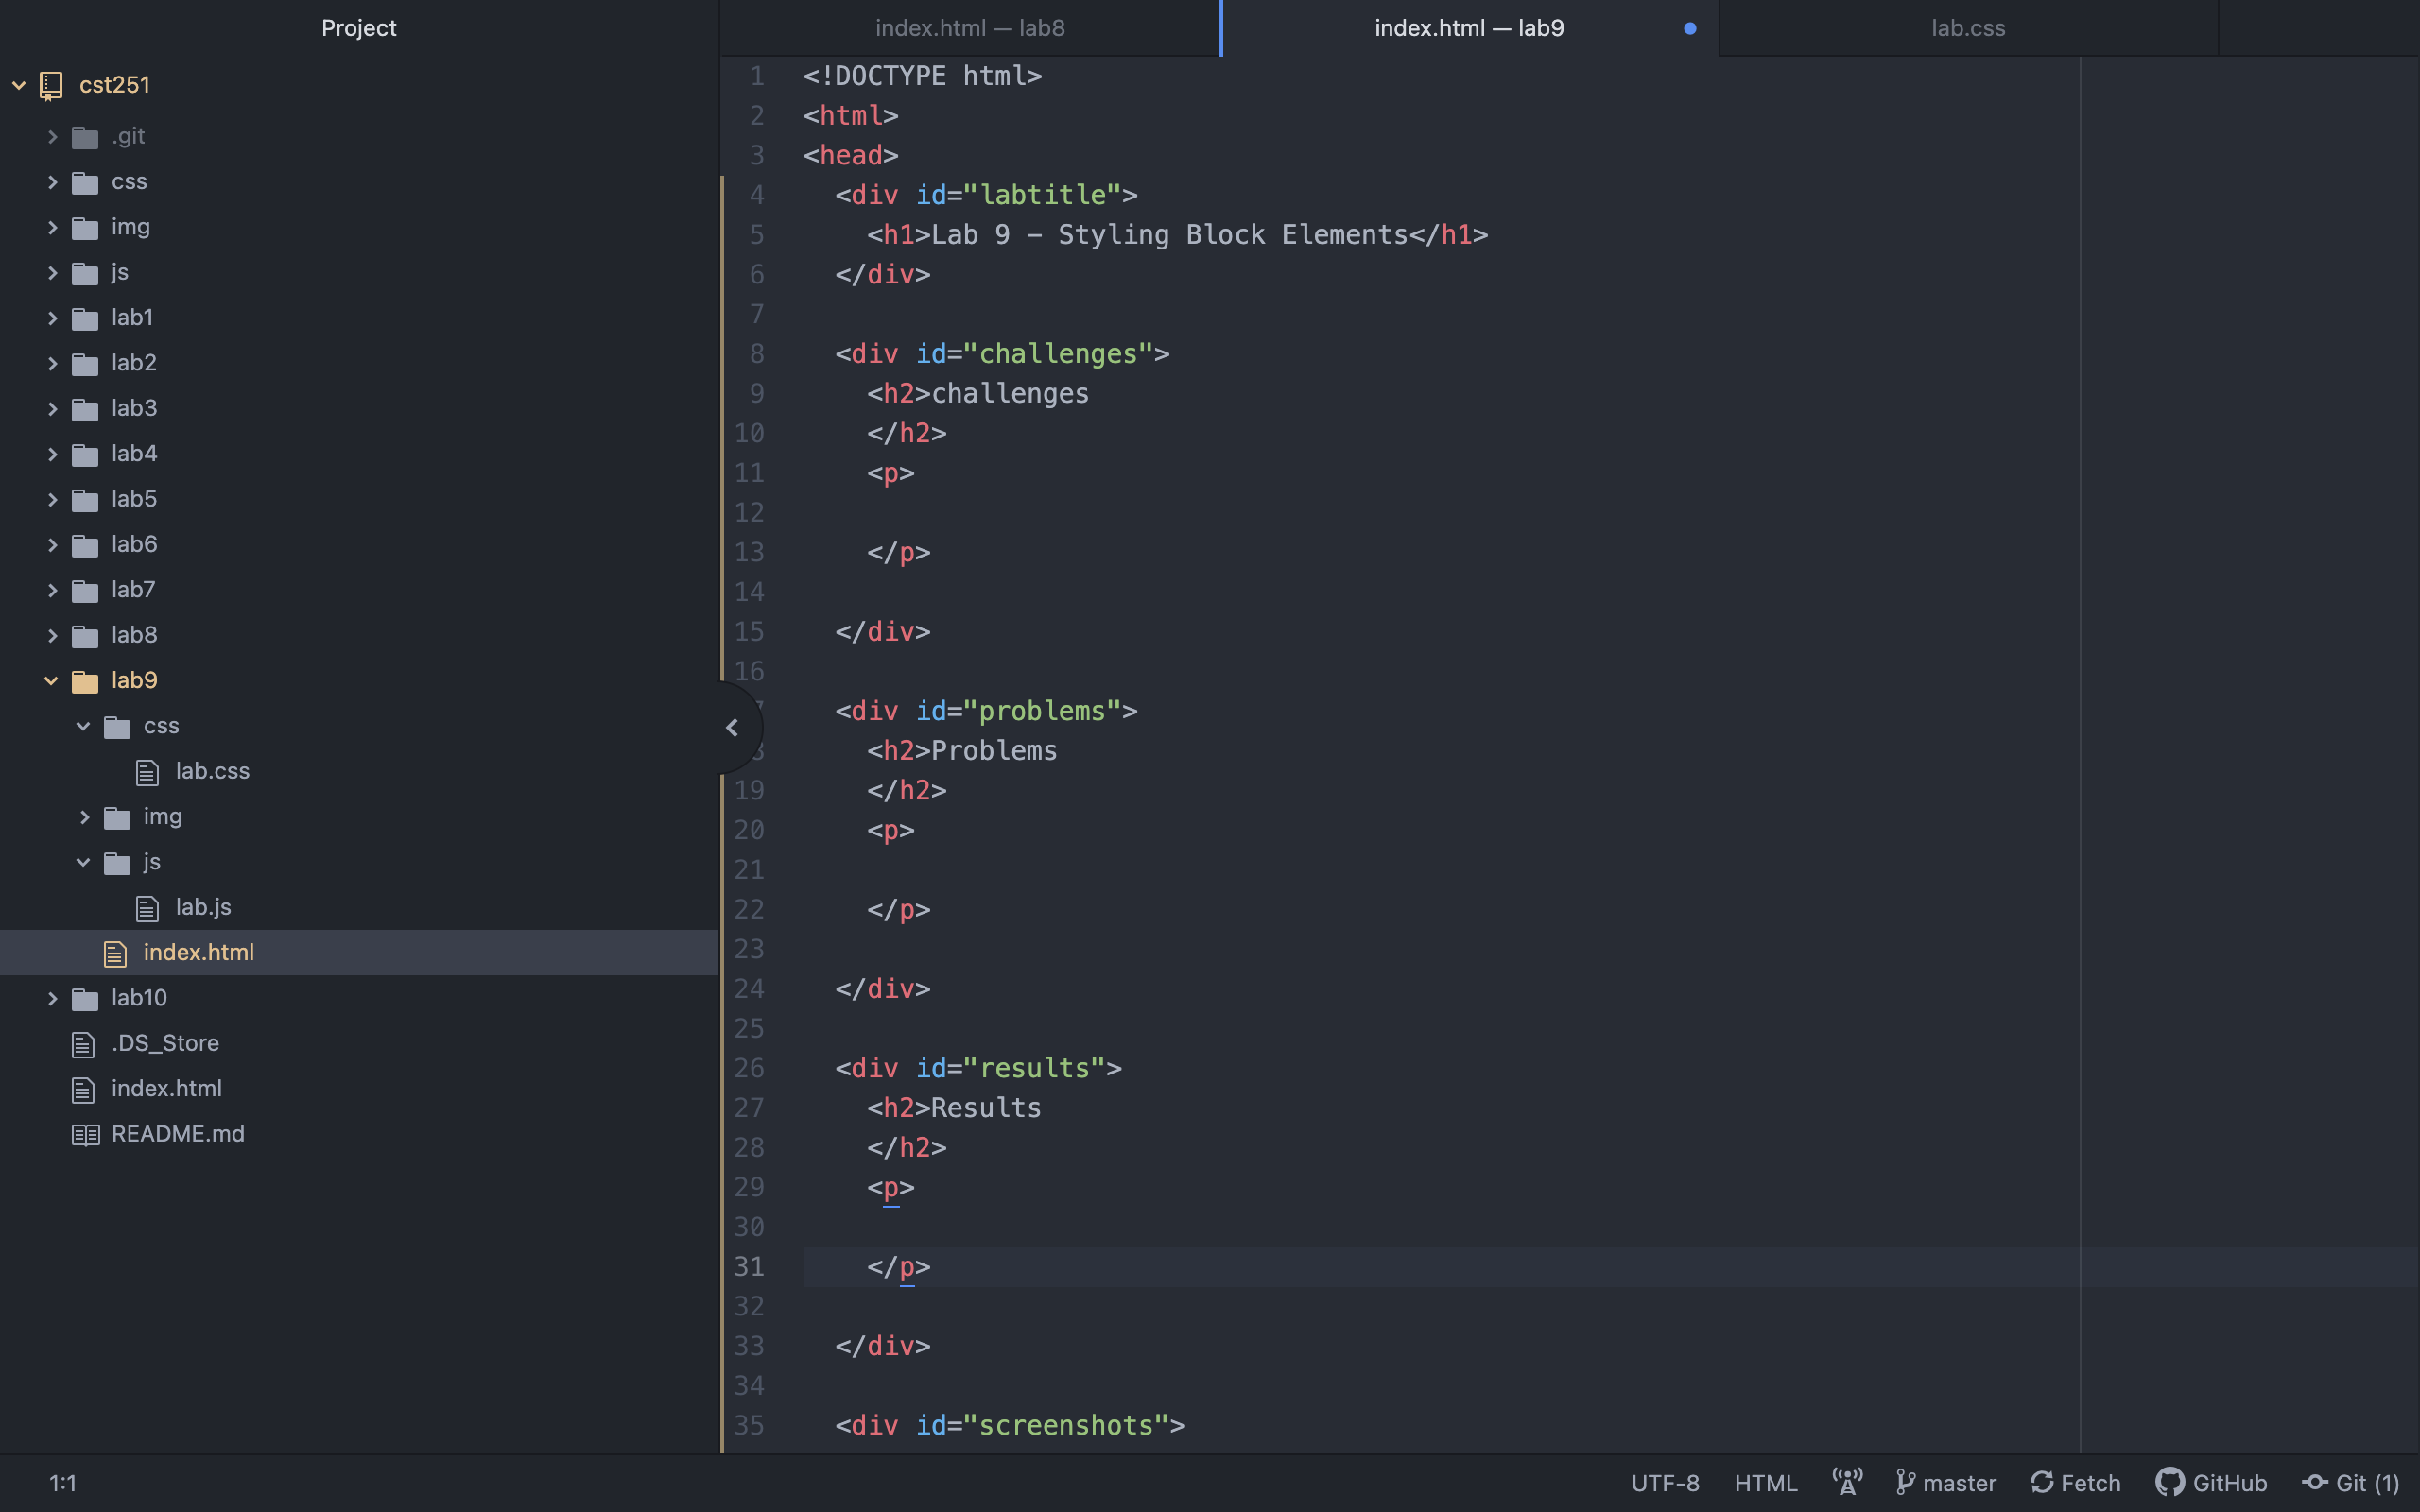 Project
cst251
.git
css
img
js
lab1
lab2
lab3
lab4
lab5
lab6
lab7
lab8
lab9
css
lab.css
img
js
lab.js
index.html
lab10
.DS_Store
index.html
README.md
index.html — lab8
index.html — lab9
lab.css
1 <!DOCTYPE html>
2 <html>
3 <head>
4 <div id="labtitle">
5 <h1>Lab 9 – Styling Block Elements</h1>
6 </div>
7
8 <div id="challenges">
9 <h2>challenges
10 </h2>
11 <p>
12
13 </p>
14
15 </div>
16
<div id="problems">
<h2>Problems
19 </h2>
20 <p>
21
22 </p>
23
24 </div>
25
26 <div id="results">
27 <h2>Results
28 </h2>
29 <p>
30
31 </p>
32
33 </div>
34
35 <div id="screenshots">
1:1
UTF-8 HTML master Fetch GitHub Git (1)